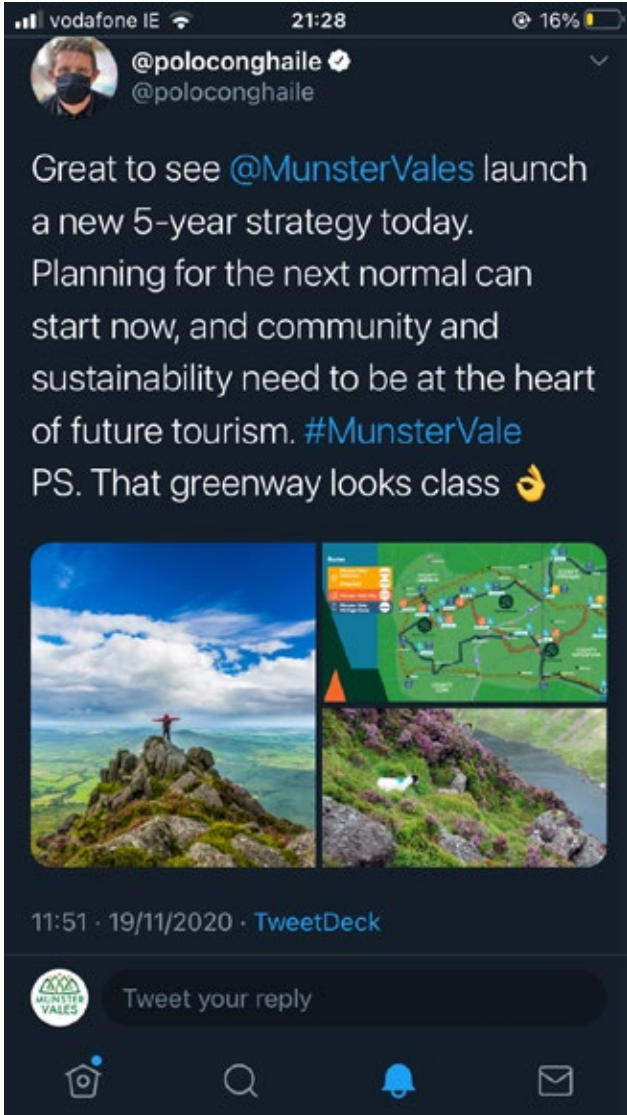 vodafone IE 21:28 16%
@poloconghaile
@poloconghaile
Great to see @MunsterVales launch
a new 5-year strategy today.
Planning for the next normal can
start now, and community and
sustainability need to be at the heart
of future tourism. #MunsterVale
PS. That greenway looks class 👌
Routes
11:51 · 19/11/2020 · TweetDeck
MUNSTER
VALES
Tweet your reply